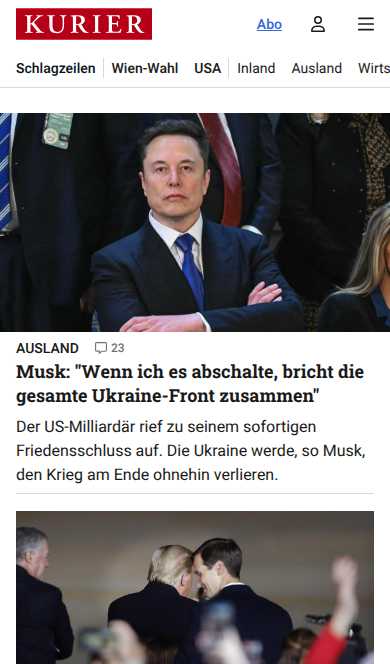 KURIER
Abo
Schlagzeilen Wien-Wahl USA Inland Ausland Wirts
AUSLAND 23
Musk: "Wenn ich es abschalte, bricht die
gesamte Ukraine-Front zusammen"
Der US-Milliardär rief zu seinem sofortigen
Friedensschluss auf. Die Ukraine werde, so Musk,
den Krieg am Ende ohnehin verlieren.